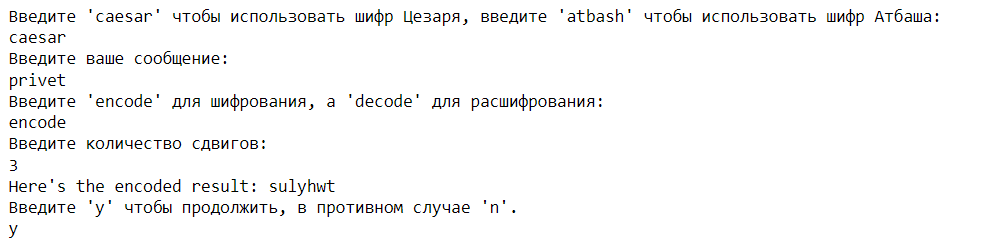 Введите 'caesar' чтобы использовать шифр Цезаря, введите 'atbash' чтобы использовать шифр Атбаша:
caesar
Введите ваше сообщение:
privet
Введите 'encode' для шифрования, а 'decode' для расшифрования:
encode
Введите количество сдвигов:
3
Here's the encoded result: sulyhwt
Введите 'y' чтобы продолжить, в противном случае 'n'.
y